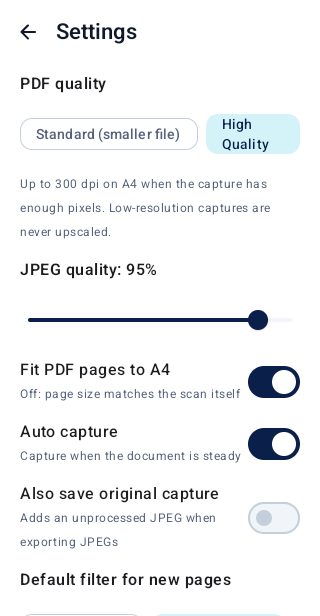 Settings
PDF quality
Standard (smaller file)
High
Quality
Up to 300 dpi on A4 when the capture has
enough pixels. Low-resolution captures are
never upscaled.
JPEG quality: 95%
Fit PDF pages to A4
Off: page size matches the scan itself
Auto capture
Capture when the document is steady
Also save original capture
Adds an unprocessed JPEG when
exporting JPEGs
Default filter for new pages